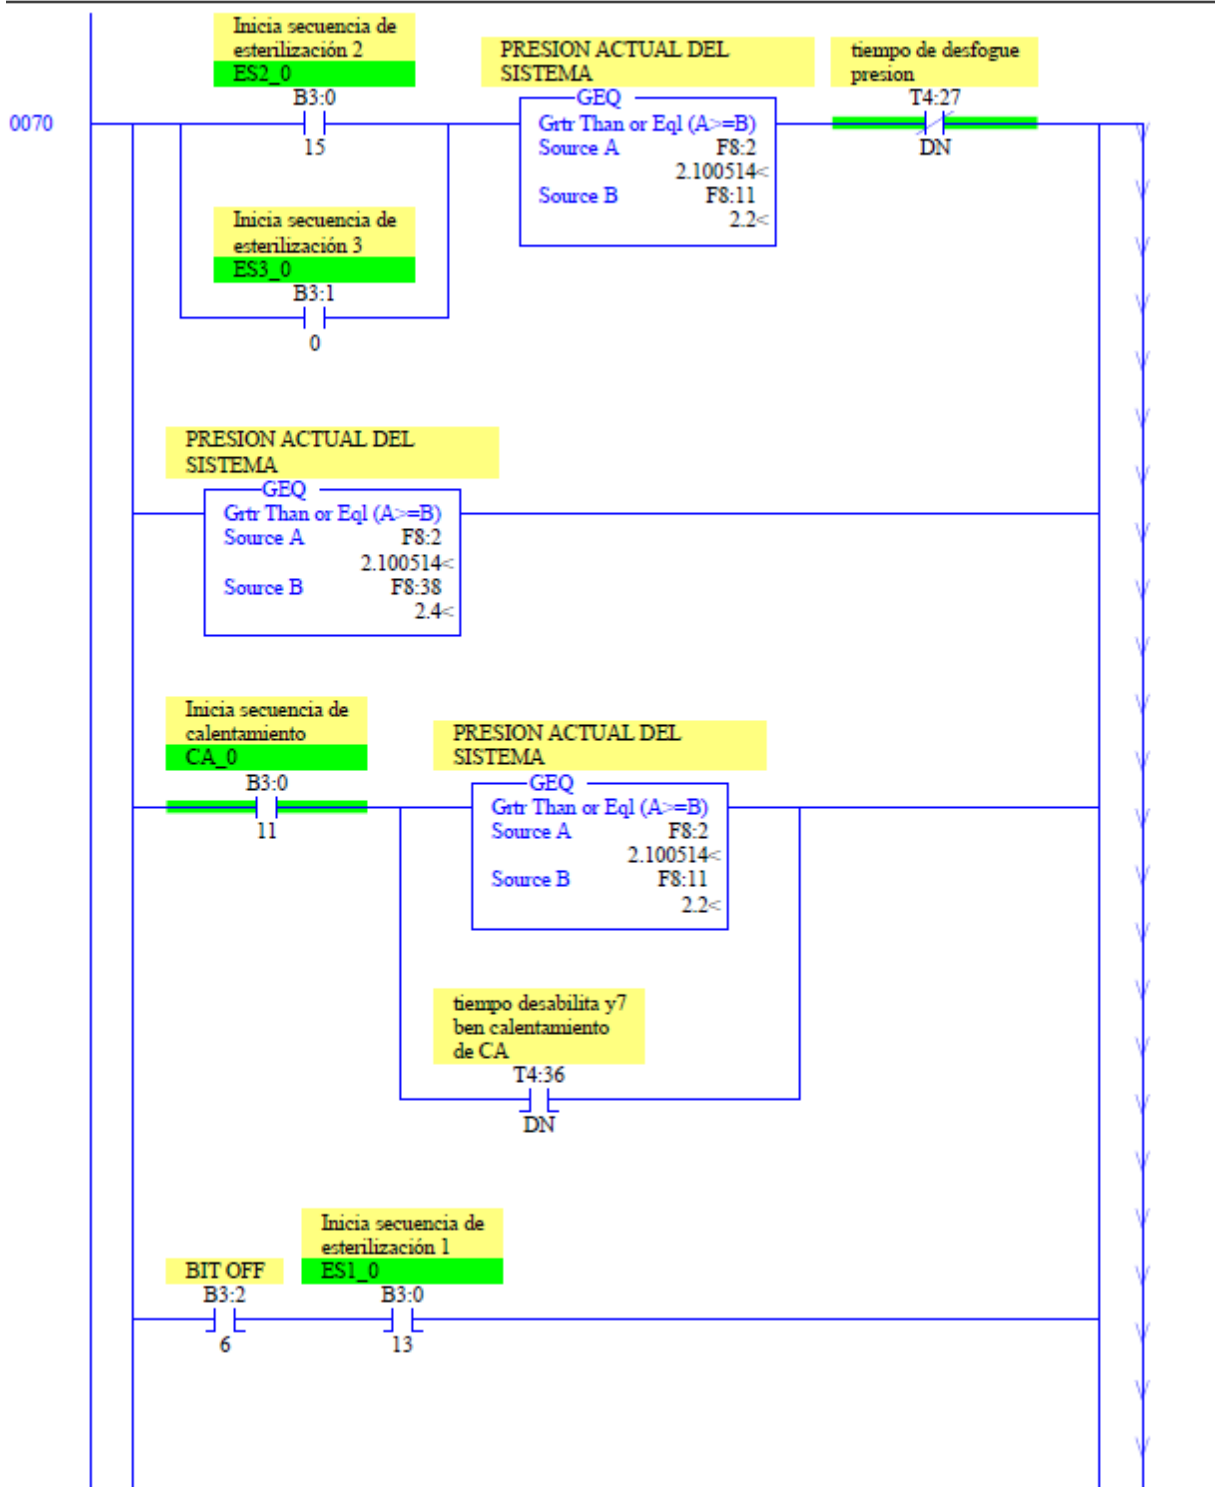 Inicia secuencia de
esterilización 2
ES2_0
B3:0
15
PRESION ACTUAL DEL
SISTEMA
GEQ
Grtr Than or Eql (A>=B)
Source A F8:2
2.100514<
Source B F8:11
2.2<
tiempo de desfogue
presion
T4:27
DN
0070
Inicia secuencia de
esterilización 3
ES3_0
B3:1
0
PRESION ACTUAL DEL
SISTEMA
GEQ
Grtr Than or Eql (A>=B)
Source A F8:2
2.100514<
Source B F8:38
2.4<
Inicia secuencia de
calentamiento
CA_0
B3:0
11
PRESION ACTUAL DEL
SISTEMA
GEQ
Grtr Than or Eql (A>=B)
Source A F8:2
2.100514<
Source B F8:11
2.2<
tiempo desabilita y7
ben calentamiento
de CA
T4:36
DN
BIT OFF
B3:2
6
Inicia secuencia de
esterilización 1
ES1_0
B3:0
13